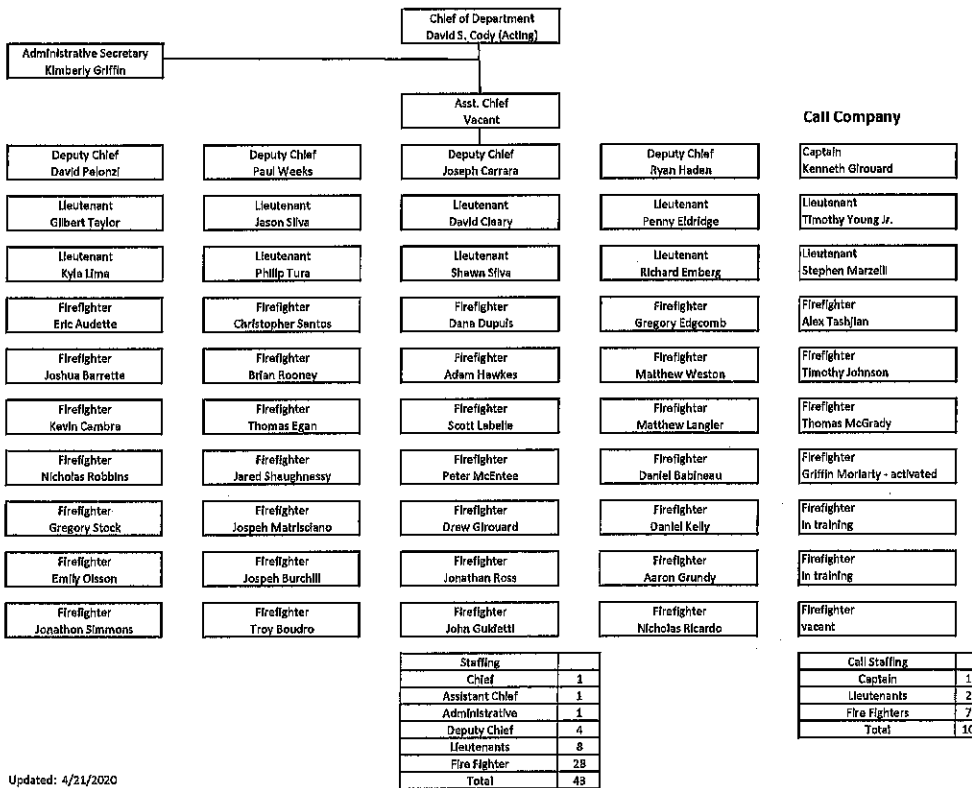 Chief of Department
David S. Cody (Acting)
Administrative Secretary
Kimberly Griffin
Asst. Chief
Vacant
Call Company
Deputy Chief
David Pelonzi
Deputy Chief
Paul Weeks
Deputy Chief
Joseph Carrara
Deputy Chief
Ryan Haden
Captain
Kenneth Girouard
Lieutenant
Gilbert Taylor
Lieutenant
Jason Silva
Lieutenant
David Cleary
Lieutenant
Penny Eldridge
Lieutenant
Timothy Young Jr.
Lieutenant
Kyle Lima
Lieutenant
Philip Tura
Lieutenant
Shawn Silva
Lieutenant
Richard Emberg
Lieutenant
Stephen Marzelli
Firefighter
Eric Audette
Firefighter
Christopher Santos
Firefighter
Dana Dupuis
Firefighter
Gregory Edgcomb
Firefighter
Alex Tashjian
Firefighter
Joshua Barrette
Firefighter
Brian Rooney
Firefighter
Adam Hawkes
Firefighter
Matthew Weston
Firefighter
Timothy Johnson
Firefighter
Kevin Cambra
Firefighter
Thomas Egan
Firefighter
Scott Labelle
Firefighter
Matthew Langler
Firefighter
Thomas McGrady
Firefighter
Nicholas Robbins
Firefighter
Jared Shaughnessy
Firefighter
Peter McEntee
Firefighter
Daniel Babineau
Firefighter
Griffin Moriarty - activated
Firefighter
Gregory Stock
Firefighter
Jospeh Matrisciano
Firefighter
Drew Girouard
Firefighter
Daniel Kelly
Firefighter
In training
Firefighter
Emily Olsson
Firefighter
Jospeh Burchill
Firefighter
Jonathan Ross
Firefighter
Aaron Grundy
Firefighter
In training
Firefighter
Jonathon Simmons
Firefighter
Troy Boudro
Firefighter
John
Firefighter
Nicholas Ricardo
Firefighter
vacant
Staffing
Chief 1
Assistant Chief 1
Administrative 1
Deputy Chief 4
Lieutenants 8
Fire Fighter 28
Total 43
Call Staffing
Captain 1
Lieutenants 2
Fire Fighters 7
Total 10
Updated: 4/21/2020